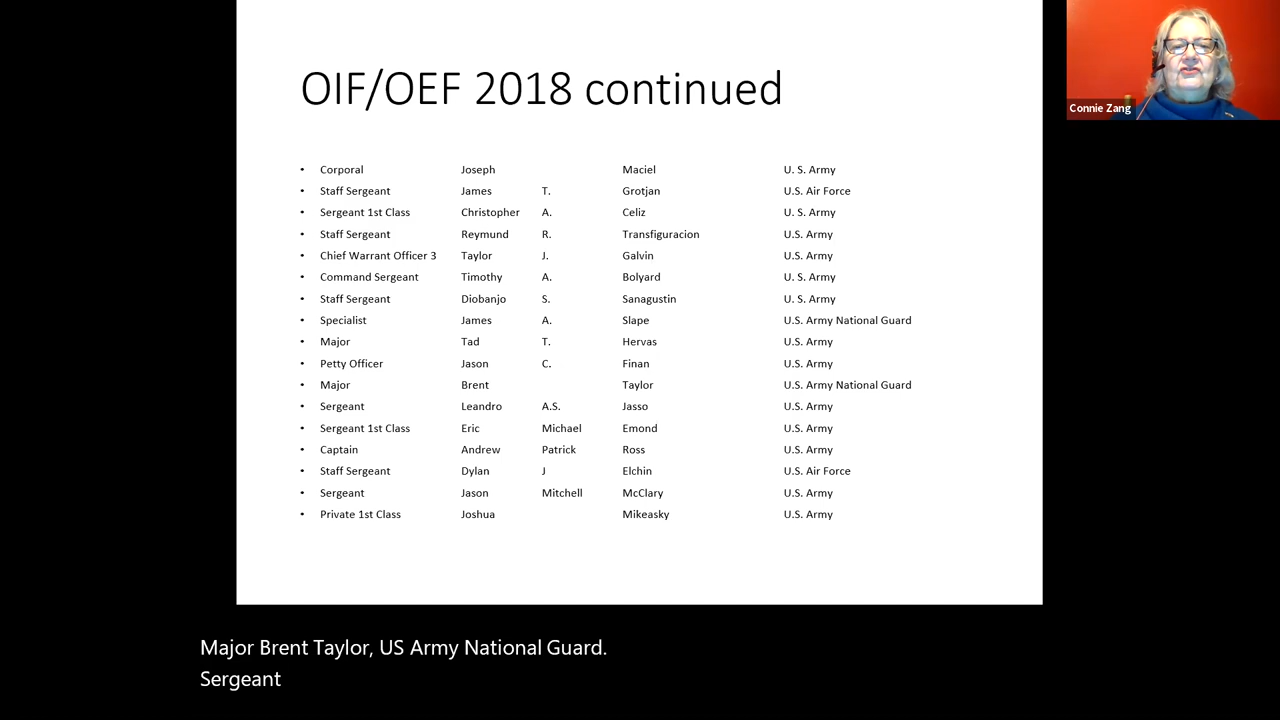 OIF/OEF 2018 continued
Connie Zang
• Corporal Joseph Maciel U. S. Army
• Staff Sergeant James T. Grotjan U.S. Air Force
• Sergeant 1st Class Christopher A. Celiz U. S. Army
• Staff Sergeant Reymund R. Transfiguracion U.S. Army
• Chief Warrant Officer 3 Taylor J. Galvin U.S. Army
• Command Sergeant Timothy A. Bolyard U. S. Army
• Staff Sergeant Diobanjo S. Sanagustin U. S. Army
• Specialist James A. Slape U.S. Army National Guard
• Major Tad T. Hervas U.S. Army
• Petty Officer Jason C. Finan U.S. Army
• Major Brent Taylor U.S. Army National Guard
• Sergeant Leandro A.S. Jasso U.S. Army
• Sergeant 1st Class Eric Michael Emond U.S. Army
• Captain Andrew Patrick Ross U.S. Army
• Staff Sergeant Dylan J Elchin U.S. Air Force
• Sergeant Jason Mitchell McClary U.S. Army
• Private 1st Class Joshua Mikeasky U.S. Army
Major Brent Taylor, US Army National Guard.
Sergeant